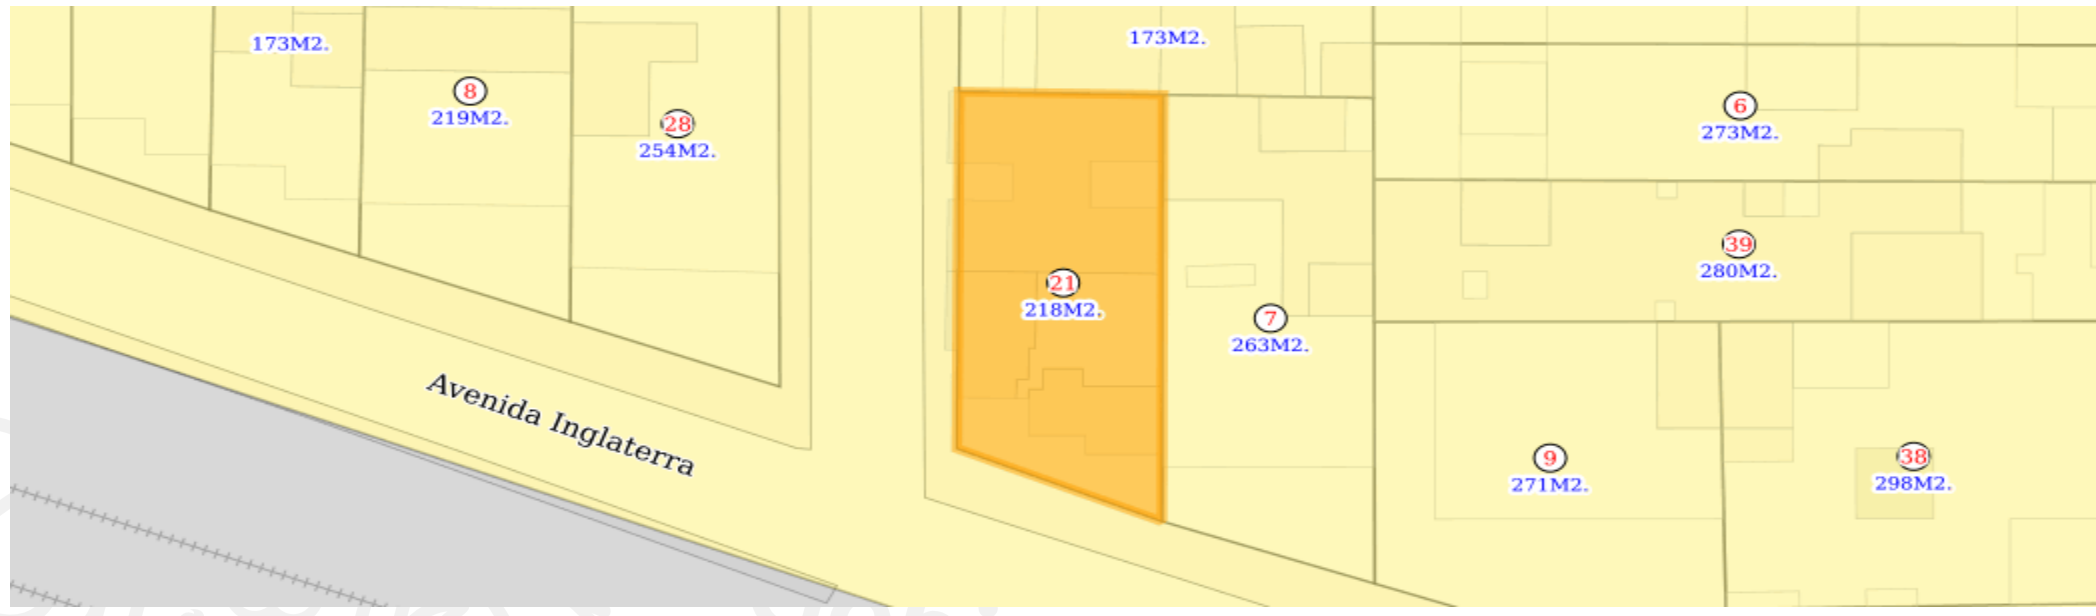 173M2.
173M2.
8
219M2.
6
273M2.
28
254M2.
39
280M2.
21
218M2.
7
263M2.
Avenida Inglaterra
9
271M2.
38
298M2.